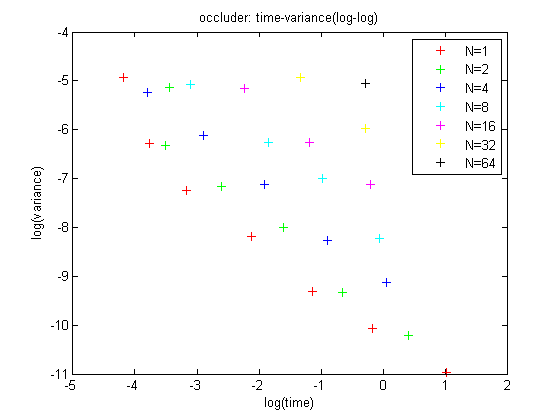 occluder: time-variance(log-log)
-4
-5
-6
-7
-8
-9
-10
-11
log(variance)
N=1
N=2
N=4
N=8
N=16
N=32
N=64
-5 -4 -3 -2 -1 0 1 2
log(time)